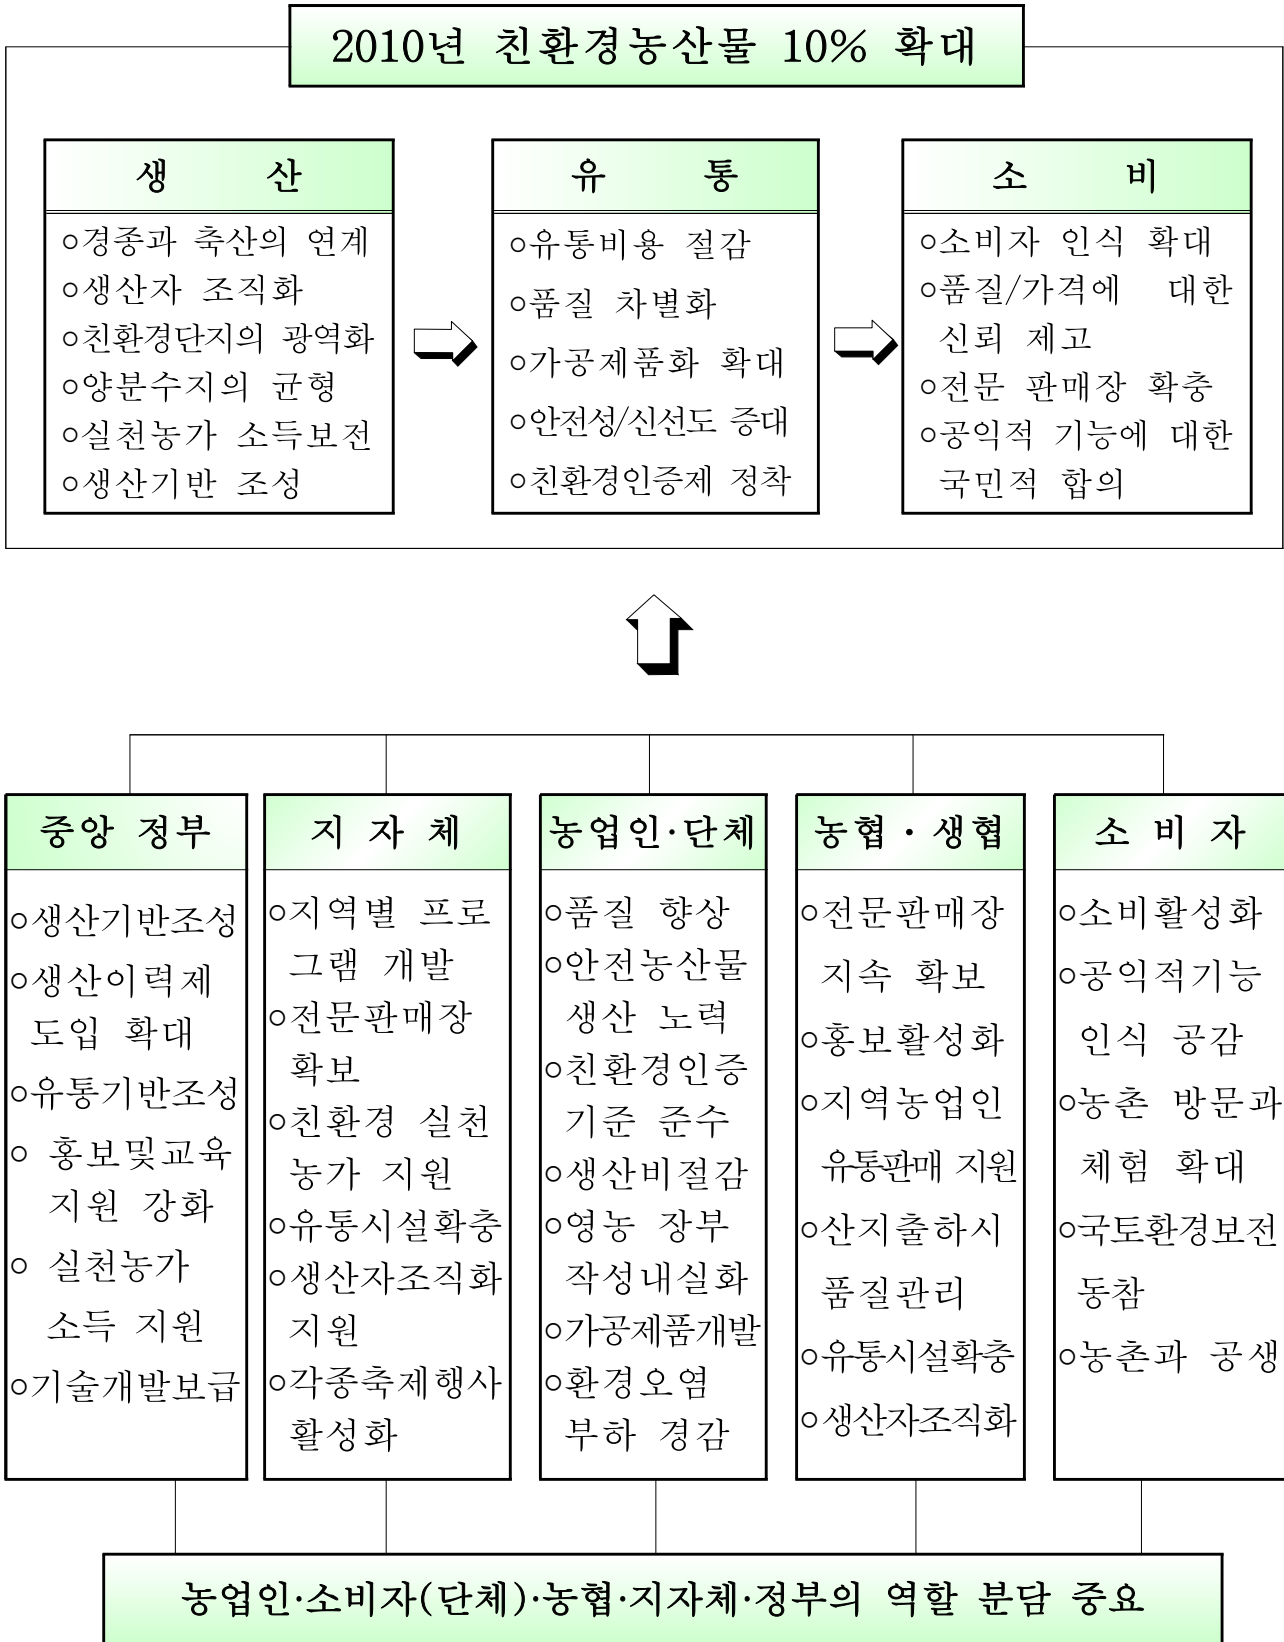 2010년 친환경농산물 10% 확대
생 산
○경종과 축산의 연계
○생산자 조직화
○친환경단지의 광역화
○양분수지의 균형
○실천농가 소득보전
○생산기반 조성
유 통
○유통비용 절감
○품질 차별화
○가공제품화 확대
○안전성/신선도 증대
○친환경인증제 정착
소 비
○소비자 인식 확대
○품질/가격에 대한
신뢰 제고
○전문 판매장 확충
○공익적 기능에 대한
국민적 합의
중앙 정부
○생산기반조성
○생산이력제
도입 확대
○유통기반조성
○ 홍보및교육
지원 강화
○ 실천농가
소득 지원
○기술개발보급
지 자 체
○지역별 프로
그램 개발
○전문판매장
확보
○친환경 실천
농가 지원
○유통시설확충
○생산자조직화
지원
○각종축제행사
활성화
농업인·단체
○품질 향상
○안전농산물
생산 노력
○친환경인증
기준 준수
○생산비절감
○영농 장부
작성내실화
○가공제품개발
○환경오염
부하 경감
농협·생협
○전문판매장
지속 확보
○홍보활성화
○지역농업인
유통판매 지원
○산지출하시
품질관리
○유통시설확충
○생산자조직화
소 비 자
○소비활성화
○공익적기능
인식 공감
○농촌 방문과
체험 확대
○국토환경보전
동참
○농촌과 공생
농업인·소비자(단체)·농협·지자체·정부의 역할 분담 중요